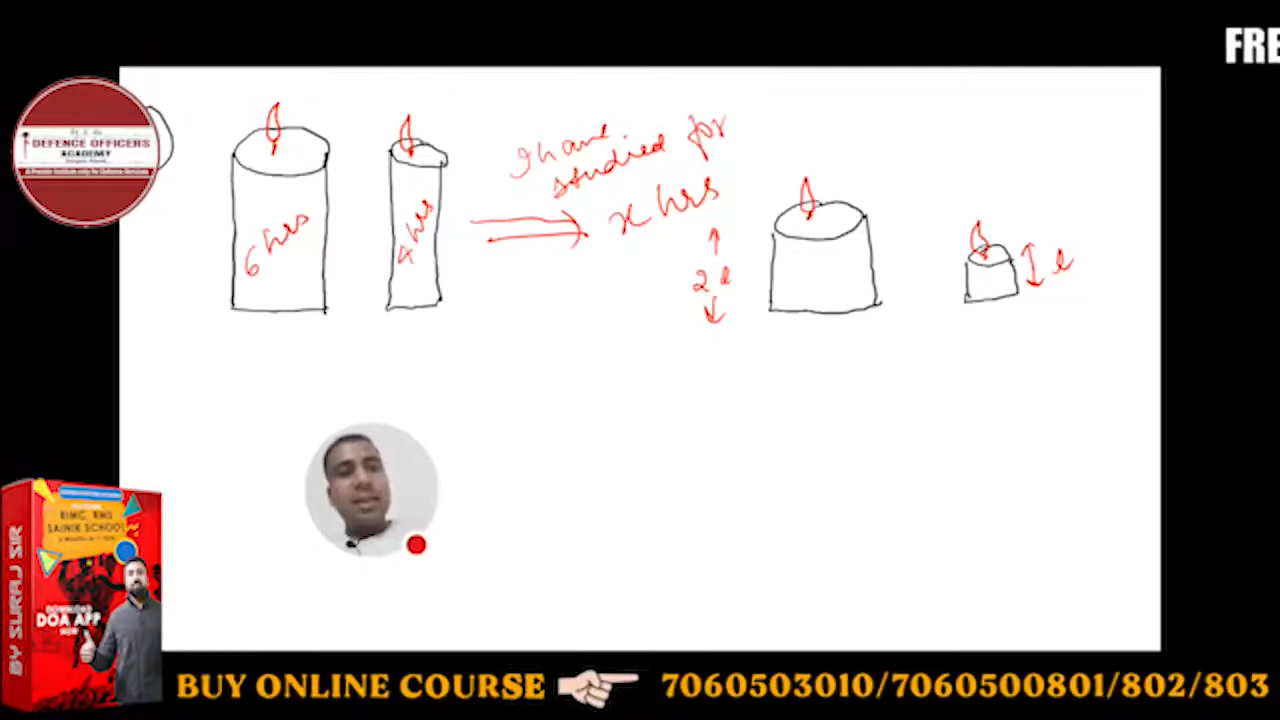 FRE
DEFENCE OFFICERS
ACADEMY
6 hrs
4 hrs
I have
studied for
x hrs
2l
l
RIMC, RMS
SAINIK SCHOOL
BY SURAJ SIR
DOWNLOAD
DOA APP
NOW
BUY ONLINE COURSE 7060503010/7060500801/802/803